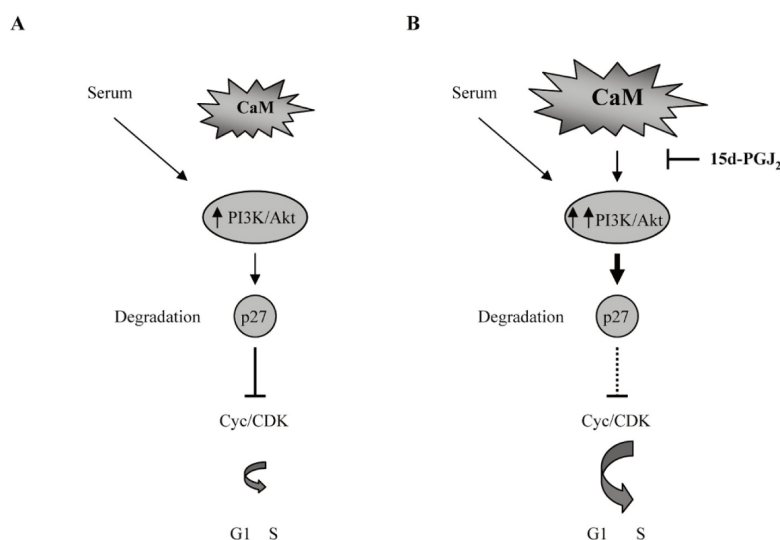 A
CaM
Serum
PI3K/Akt
Degradation
p27
Cyc/CDK
G1 S
B
CaM
Serum
15d-PGJ2
PI3K/Akt
Degradation
p27
Cyc/CDK
G1 S